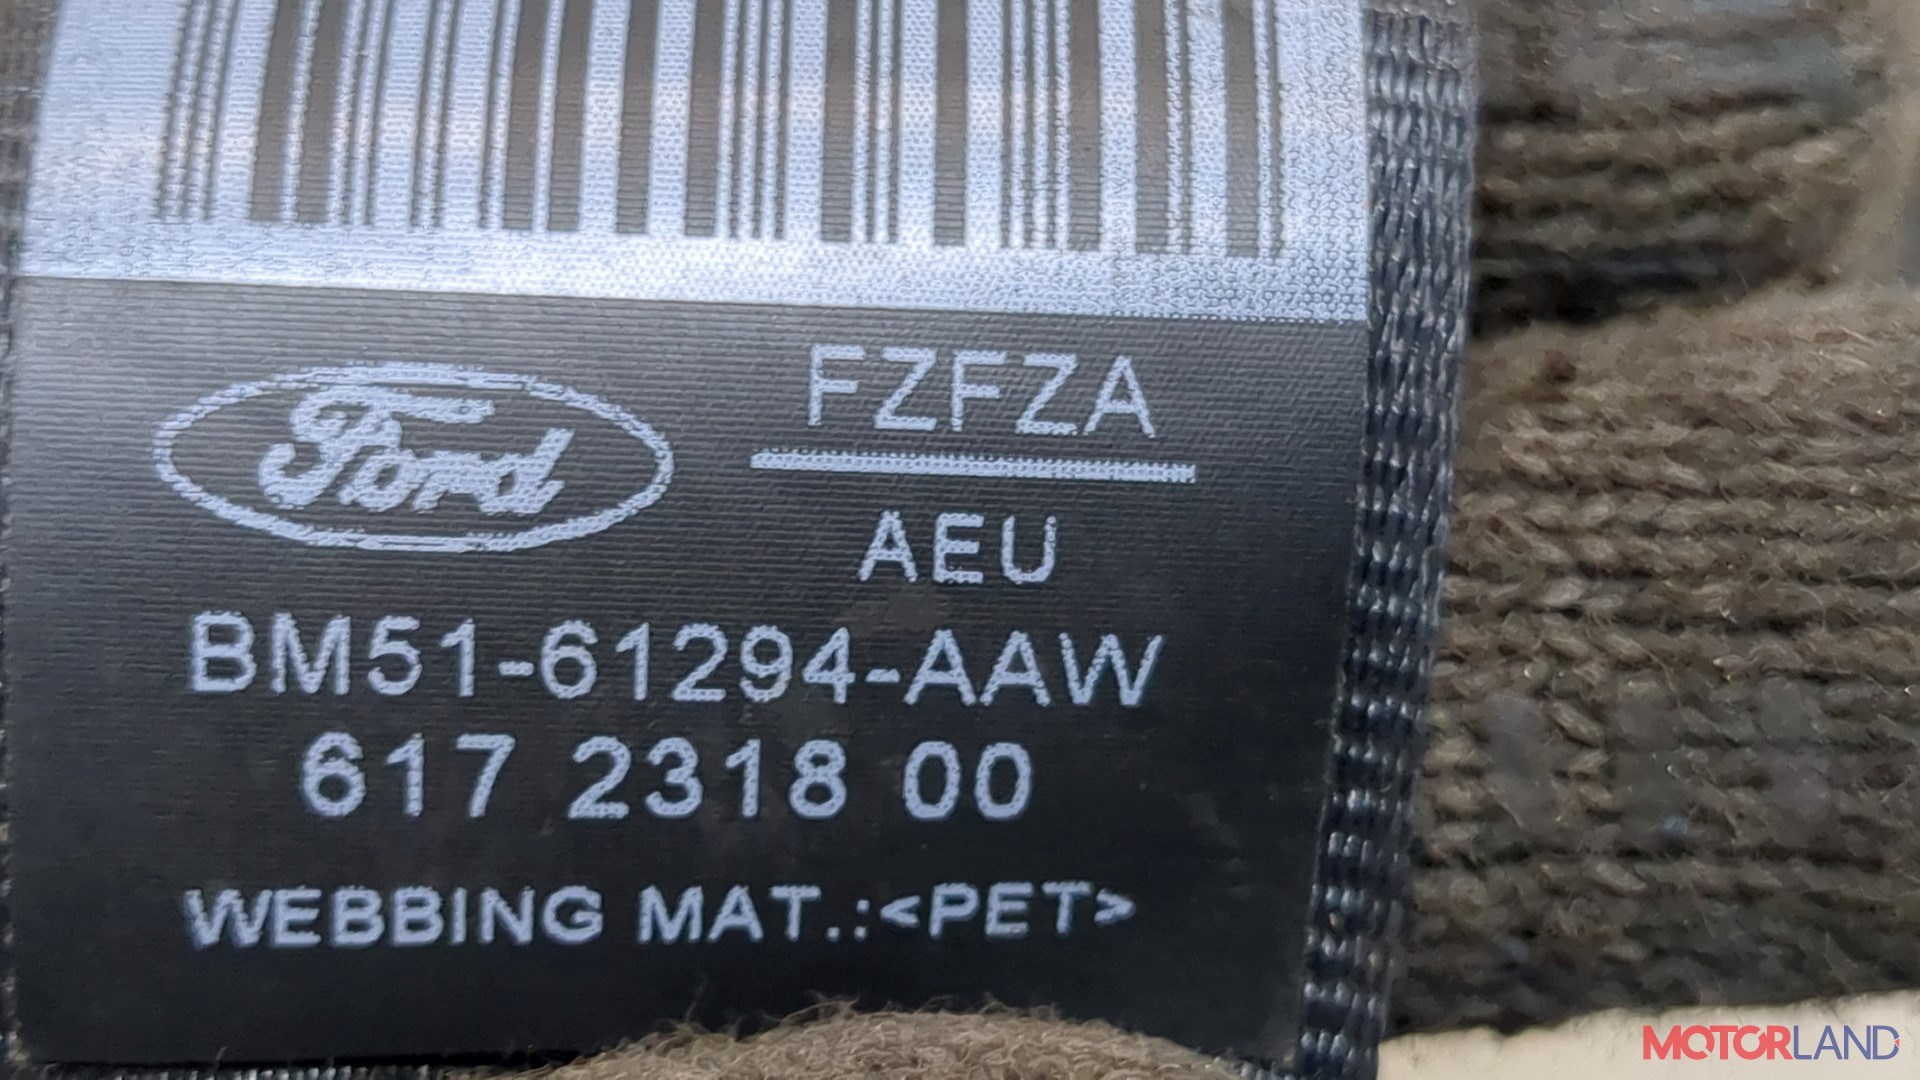 Ford
FZFZA
AEU
BM51-61294-AAW
617 2318 00
WEBBING MAT.:<PET>
MOTORLAND